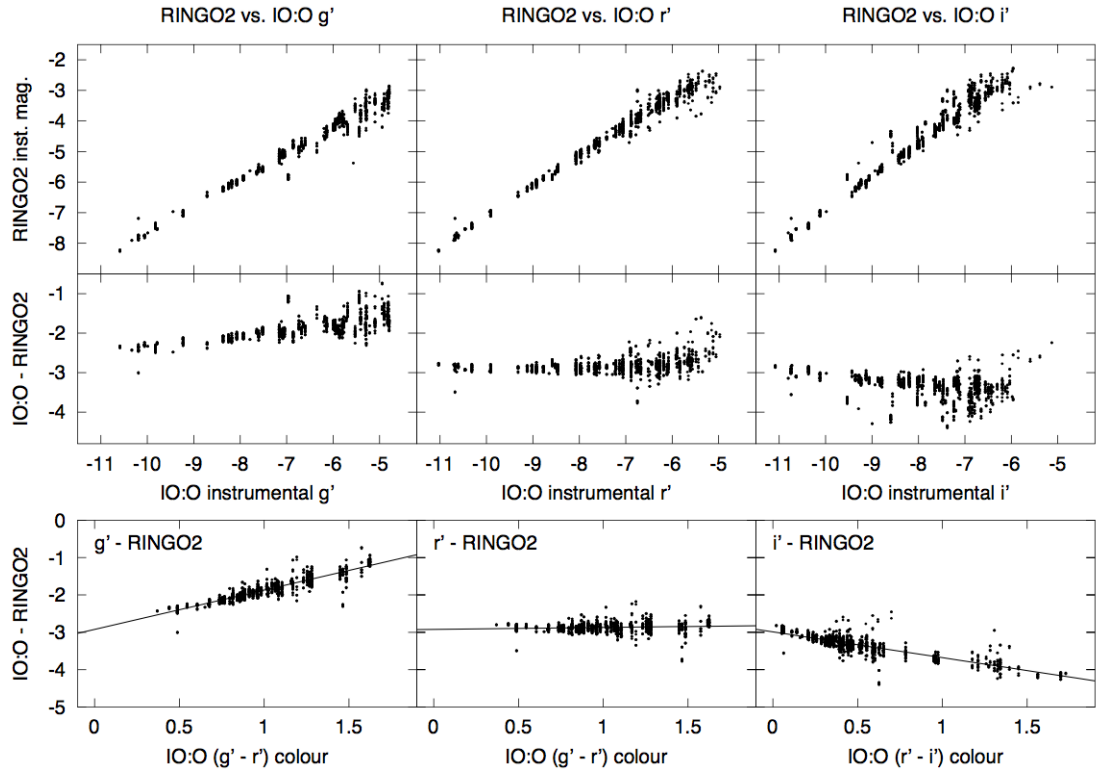 RINGO2 vs. IO:O g’ RINGO2 vs. IO:O r’ RINGO2 vs. IO:O i’
RINGO2 inst. mag.
-2
-3
-4
-5
-6
-7
-8
IO:O - RINGO2
-1
-2
-3
-4
-11 -10 -9 -8 -7 -6 -5 -11 -10 -9 -8 -7 -6 -5 -11 -10 -9 -8 -7 -6 -5
IO:O instrumental g’ IO:O instrumental r’ IO:O instrumental i’
IO:O - RINGO2
0
-1
-2
-3
-4
-5
g’ - RINGO2 r’ - RINGO2 i’ - RINGO2
0 0.5 1 1.5 0 0.5 1 1.5 0 0.5 1 1.5
IO:O (g’ - r’) colour IO:O (g’ - r’) colour IO:O (r’ - i’) colour